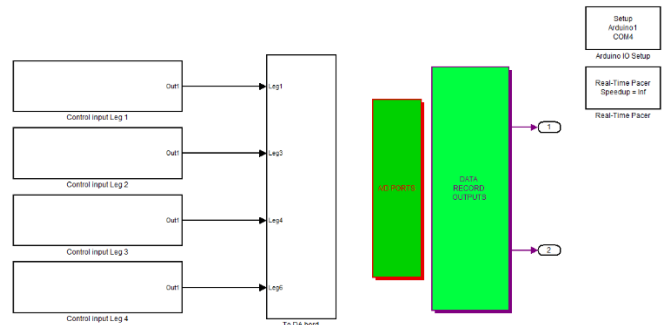 Setup
Arduino1
COM4
Arduino IO Setup
Real-Time Pacer
Speedup = Inf
Real-Time Pacer
Out1
Control input Leg 1
Out1
Control input Leg 2
Out1
Control input Leg 3
Out1
Control input Leg 4
Leg1
Leg3
Leg4
Leg6
To DA bord
A/D PORTS
DATA
RECORD
OUTPUTS
1
2